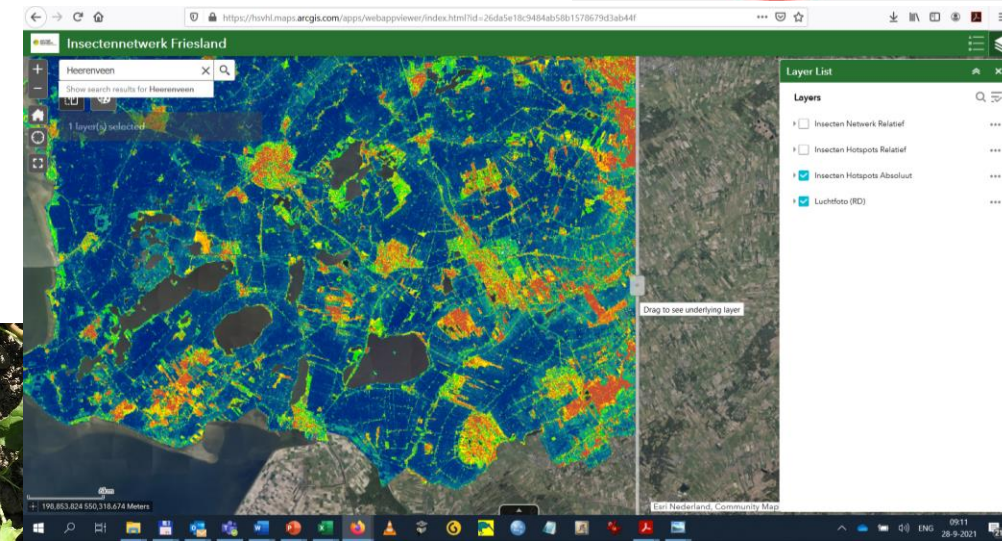 https://hsvhl.maps.arcgis.com/apps/webappviewer/index.html?id=26da5e18c9484ab58b1578679d3ab44f
Insectennetwerk Friesland
Heerenveen
Show search results for Heerenveen
1 layer(s) selected
Layer List
Layers
Insecten Netwerk Relatief
Insecten Hotspots Relatief
Insecten Hotspots Absoluut
Luchtfoto (RD)
Drag to see underlying layer
198,853.824 550,318.674 Meters
Esri Nederland, Community Map
ENG
09:11
28-9-2021